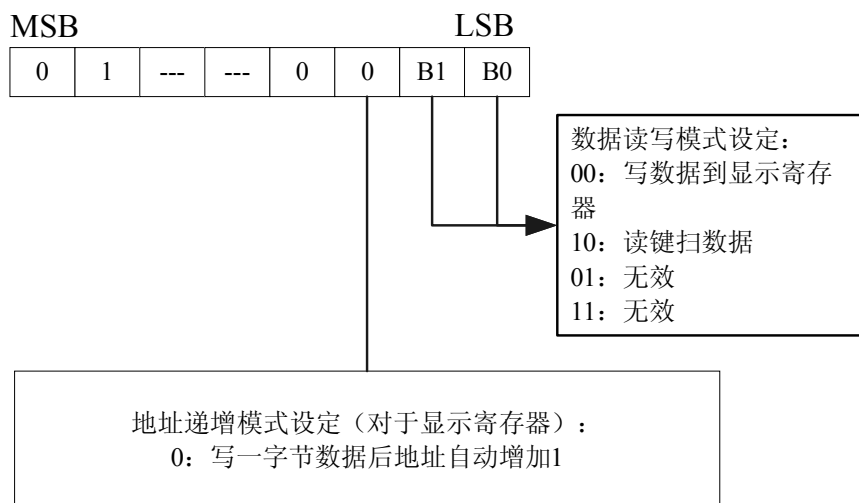 MSB LSB
0 1 --- --- 0 0 B1 B0
数据读写模式设定：
00：写数据到显示寄存
器
10：读键扫数据
01：无效
11：无效
地址递增模式设定（对于显示寄存器）：
0：写一字节数据后地址自动增加1